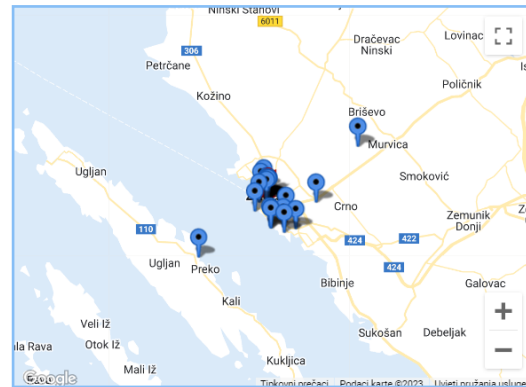 Ninski Stanovi
6011
Dračevac
Ninski
Lovinac
306
Petrčane
Poličnik
Kožino
Briševo
Murvica
Ugljan
Smoković
Crno
Zemunik
Donji
110
424
422
Ugljan
Preko
424
Bibinje
Galovac
Kali
Veli Iž
Otok Iž
Sukošan
Debeljak
Mali Iž
Kukljica
Google
Tipkovni prečaci
Podaci karte ©2023
Uvjeti pružanja usluge